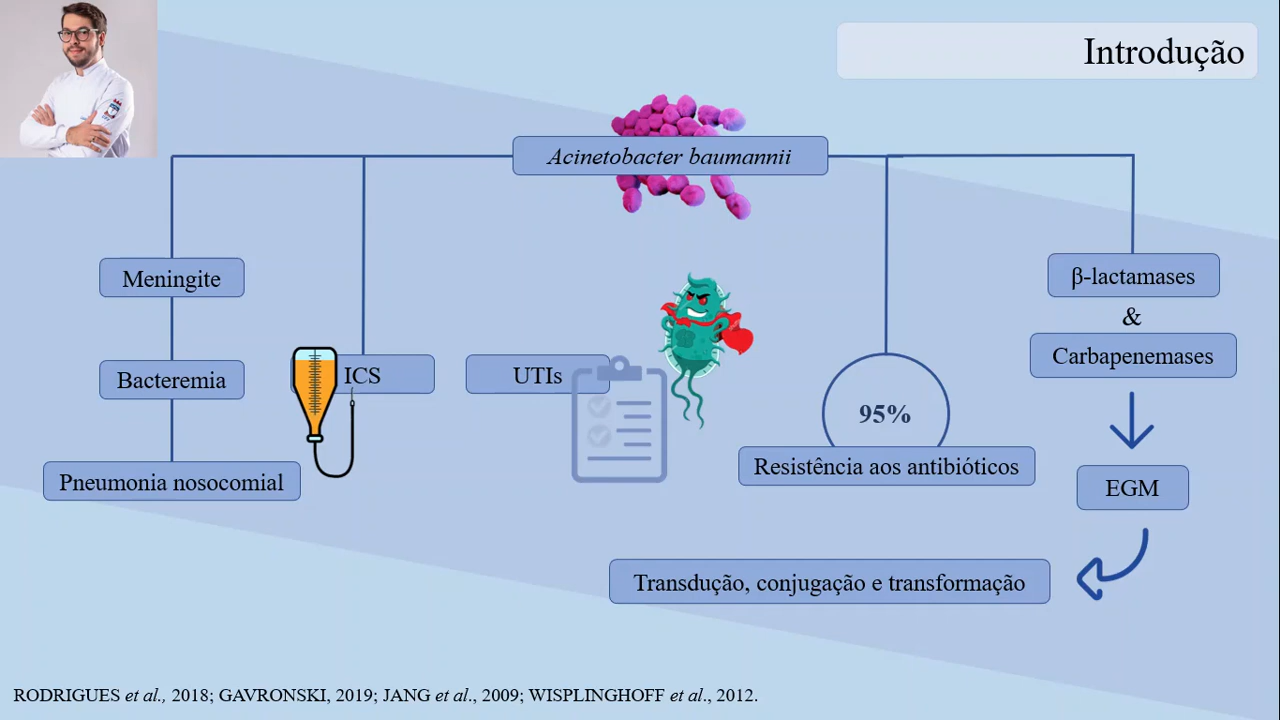 Introdução
Acinetobacter baumannii
Meningite
Bacteremia
Pneumonia nosocomial
ICS
UTIs
95%
Resistência aos antibióticos
β-lactamases
&
Carbapenemases
EGM
Transdução, conjugação e transformação
RODRIGUES et al., 2018; GAVRONSKI, 2019; JANG et al., 2009; WISPLINGHOFF et al., 2012.